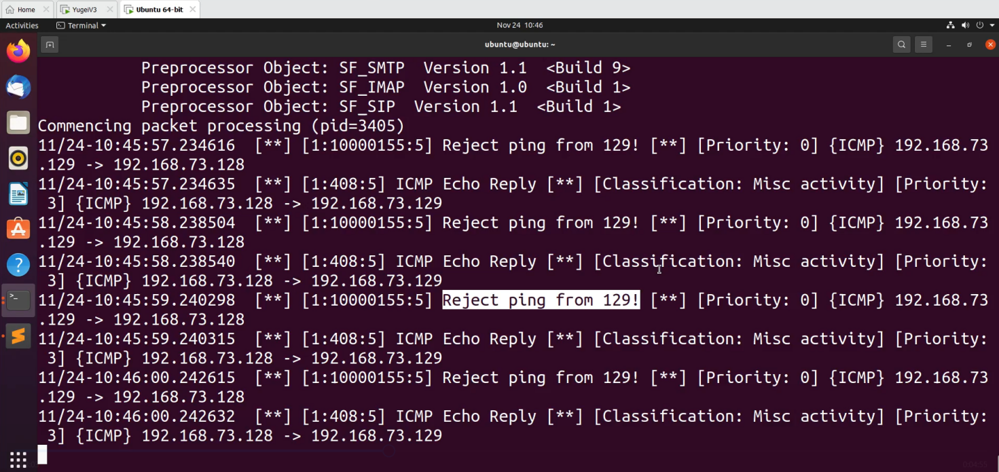 Home
YugeiV3
Ubuntu 64-bit
Activities
Terminal
Nov 24 10:46
ubuntu@ubuntu: ~
Preprocessor Object: SF_SMTP Version 1.1 <Build 9>
Preprocessor Object: SF_IMAP Version 1.0 <Build 1>
Preprocessor Object: SF_SIP Version 1.1 <Build 1>
Commencing packet processing (pid=3405)
11/24-10:45:57.234616 [**] [1:10000155:5] Reject ping from 129! [**] [Priority: 0] {ICMP} 192.168.73
.129 -> 192.168.73.128
11/24-10:45:57.234635 [**] [1:408:5] ICMP Echo Reply [**] [Classification: Misc activity] [Priority:
3] {ICMP} 192.168.73.128 -> 192.168.73.129
11/24-10:45:58.238504 [**] [1:10000155:5] Reject ping from 129! [**] [Priority: 0] {ICMP} 192.168.73
.129 -> 192.168.73.128
11/24-10:45:58.238540 [**] [1:408:5] ICMP Echo Reply [**] [Classification: Misc activity] [Priority:
3] {ICMP} 192.168.73.128 -> 192.168.73.129
11/24-10:45:59.240298 [**] [1:10000155:5] Reject ping from 129! [**] [Priority: 0] {ICMP} 192.168.73
.129 -> 192.168.73.128
11/24-10:45:59.240315 [**] [1:408:5] ICMP Echo Reply [**] [Classification: Misc activity] [Priority:
3] {ICMP} 192.168.73.128 -> 192.168.73.129
11/24-10:46:00.242615 [**] [1:10000155:5] Reject ping from 129! [**] [Priority: 0] {ICMP} 192.168.73
.129 -> 192.168.73.128
11/24-10:46:00.242632 [**] [1:408:5] ICMP Echo Reply [**] [Classification: Misc activity] [Priority:
3] {ICMP} 192.168.73.128 -> 192.168.73.129
0:04:55